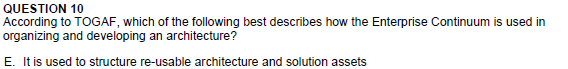 QUESTION 10
According to TOGAF, which of the following best describes how the Enterprise Continuum is used in
organizing and developing an architecture?
E. It is used to structure re-usable architecture and solution assets